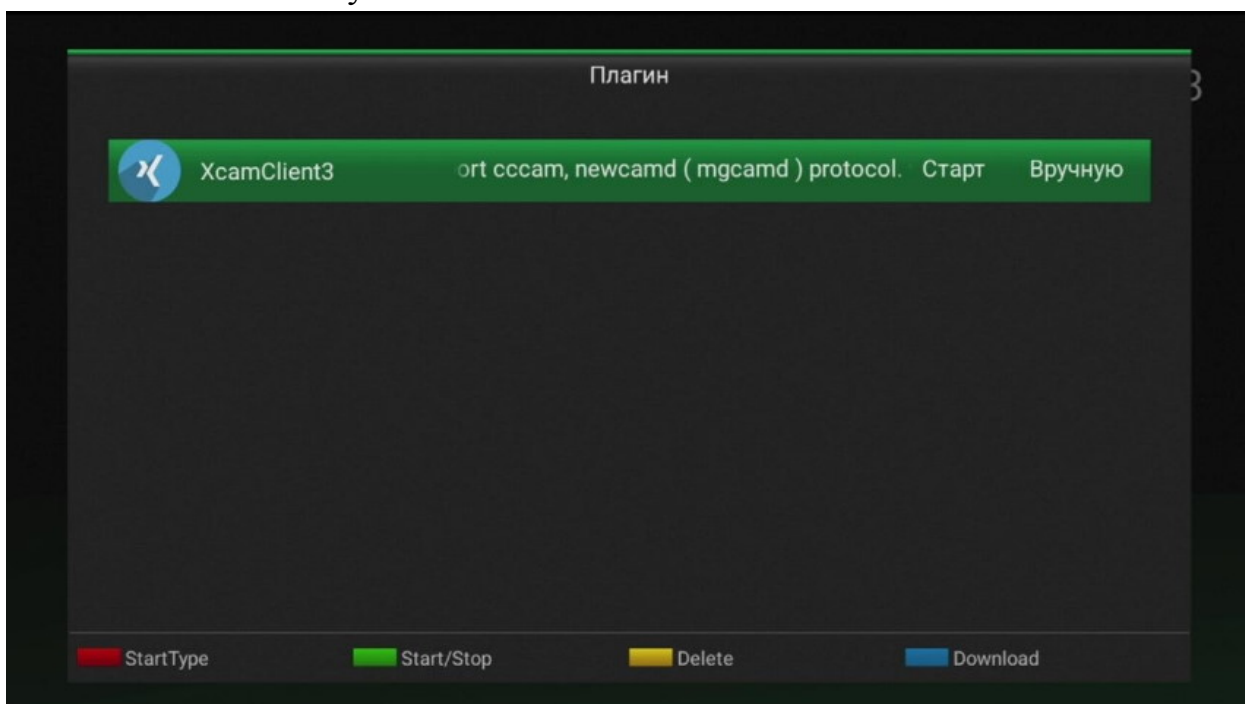 Плагин
XcamClient3 ort cccam, newcamd ( mgcamd ) protocol. Старт Вручную
StartType Start/Stop Delete Download